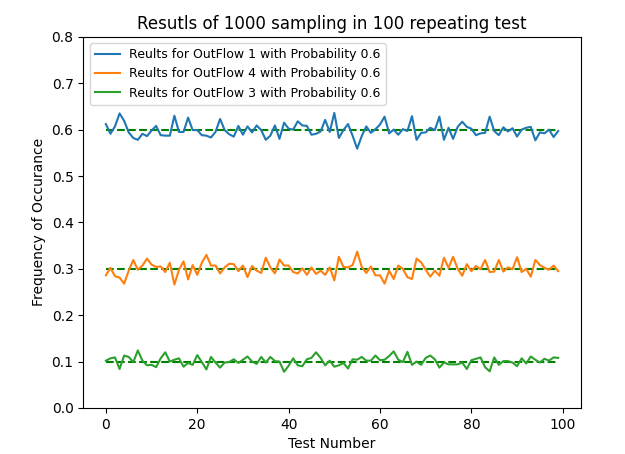 Resutls of 1000 sampling in 100 repeating test
Reults for OutFlow 1 with Probability 0.6
Reults for OutFlow 4 with Probability 0.6
Reults for OutFlow 3 with Probability 0.6
Frequency of Occurance
0.8
0.7
0.6
0.5
0.4
0.3
0.2
0.1
0.0
0 20 40 60 80 100
Test Number